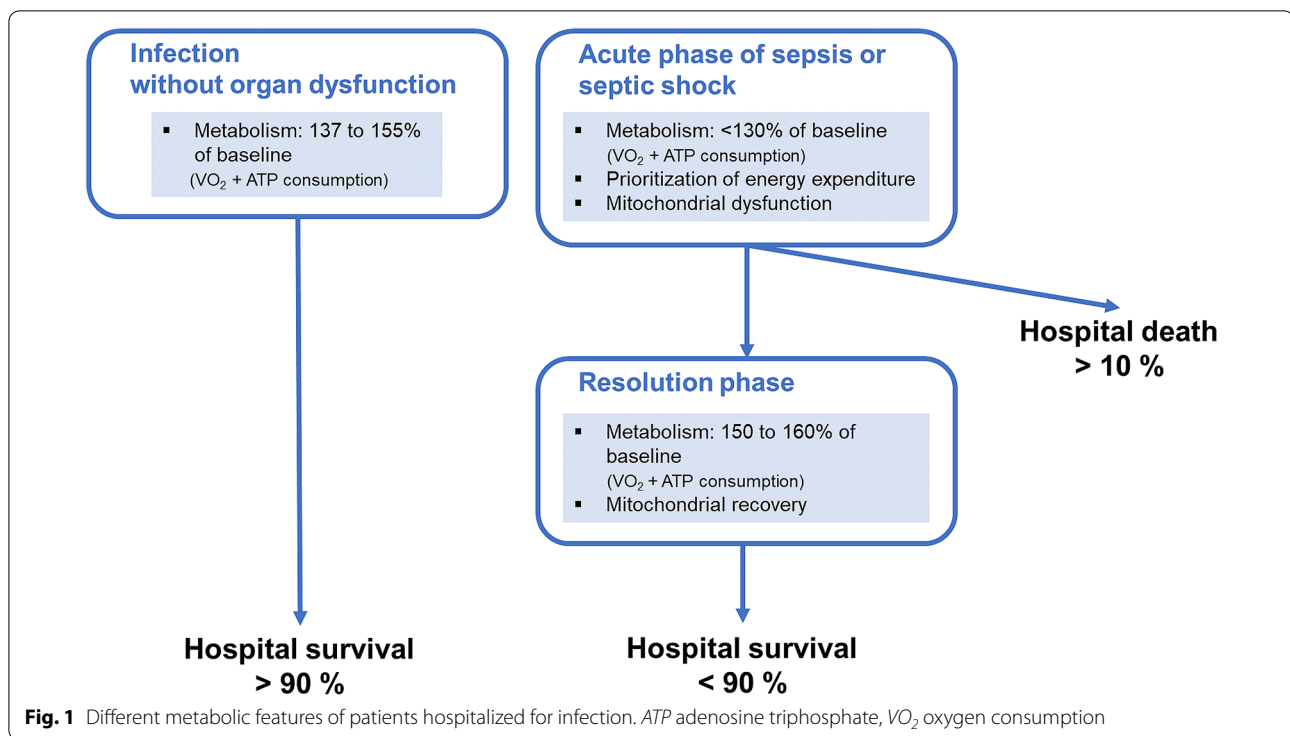 Infection
without organ dysfunction
▪ Metabolism: 137 to 155%
of baseline
(VO₂ + ATP consumption)
Acute phase of sepsis or
septic shock
▪ Metabolism: <130% of baseline
(VO₂ + ATP consumption)
▪ Prioritization of energy expenditure
▪ Mitochondrial dysfunction
Hospital death
> 10 %
Resolution phase
▪ Metabolism: 150 to 160% of
baseline
(VO₂ + ATP consumption)
▪ Mitochondrial recovery
Hospital survival
> 90 %
Hospital survival
< 90 %
Fig. 1 Different metabolic features of patients hospitalized for infection. ATP adenosine triphosphate, VO₂ oxygen consumption